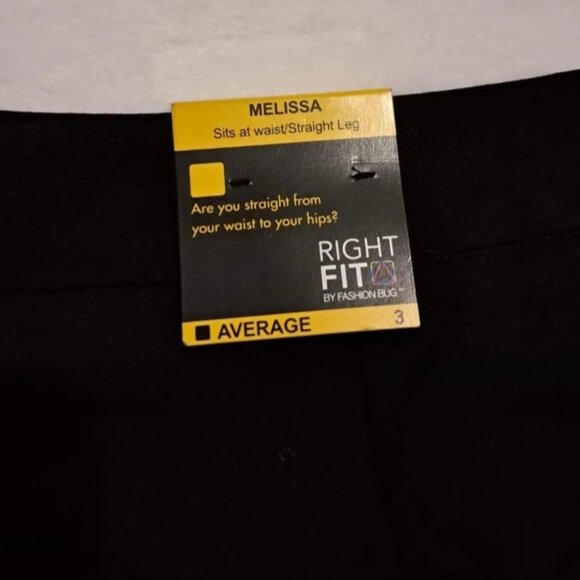 MELISSA
Sits at waist/Straight Leg
Are you straight from
your waist to your hips?
RIGHT
FIT
BY FASHION BUG™
AVERAGE 3